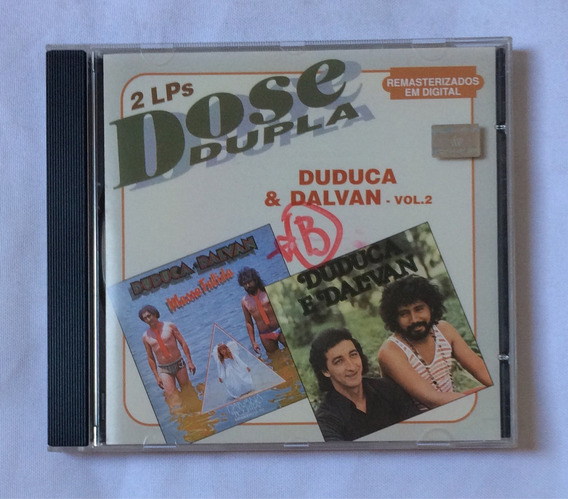 2 LPs
Dose
DUPLA
REMASTERIZADOS
EM DIGITAL
DUDUCA
& DALVAN - VOL.2
B
DUDUCA - DALVAN
DUDUCA
E DALVAN